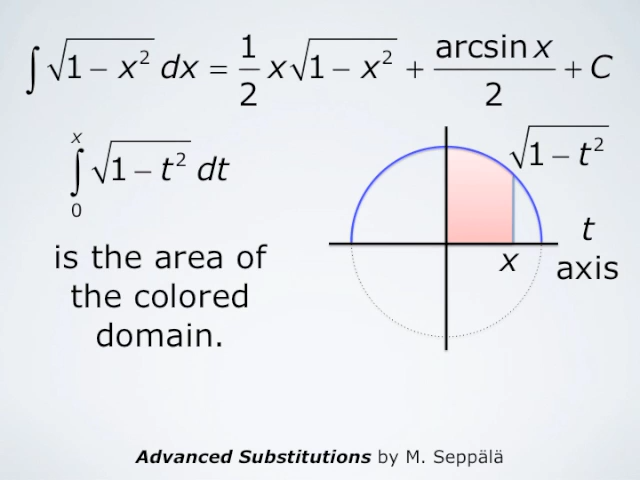 ∫ √(1 − x²) dx = 1/2 x√(1 − x²) + arcsin x/2 + C
∫₀ˣ √(1 − t²) dt
√(1 − t²)
is the area of
the colored
domain.
x
t
axis
Advanced Substitutions by M. Seppälä